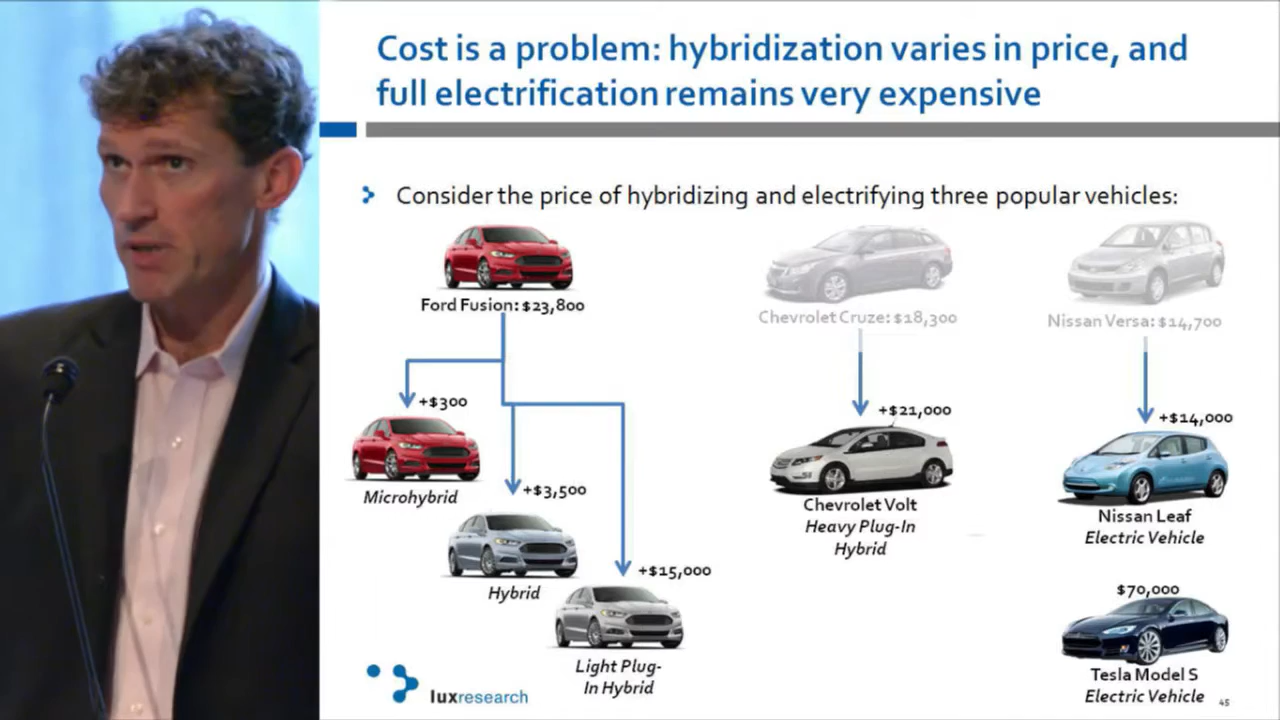 Cost is a problem: hybridization varies in price, and
full electrification remains very expensive
Consider the price of hybridizing and electrifying three popular vehicles:
Ford Fusion: $23,800
Chevrolet Cruze: $18,300
Nissan Versa: $14,700
+$300
Microhybrid
+$3,500
Hybrid
+$15,000
Light Plug-
In Hybrid
+$21,000
Chevrolet Volt
Heavy Plug-In
Hybrid
+$14,000
Nissan Leaf
Electric Vehicle
$70,000
Tesla Model S
Electric Vehicle
luxresearch
45